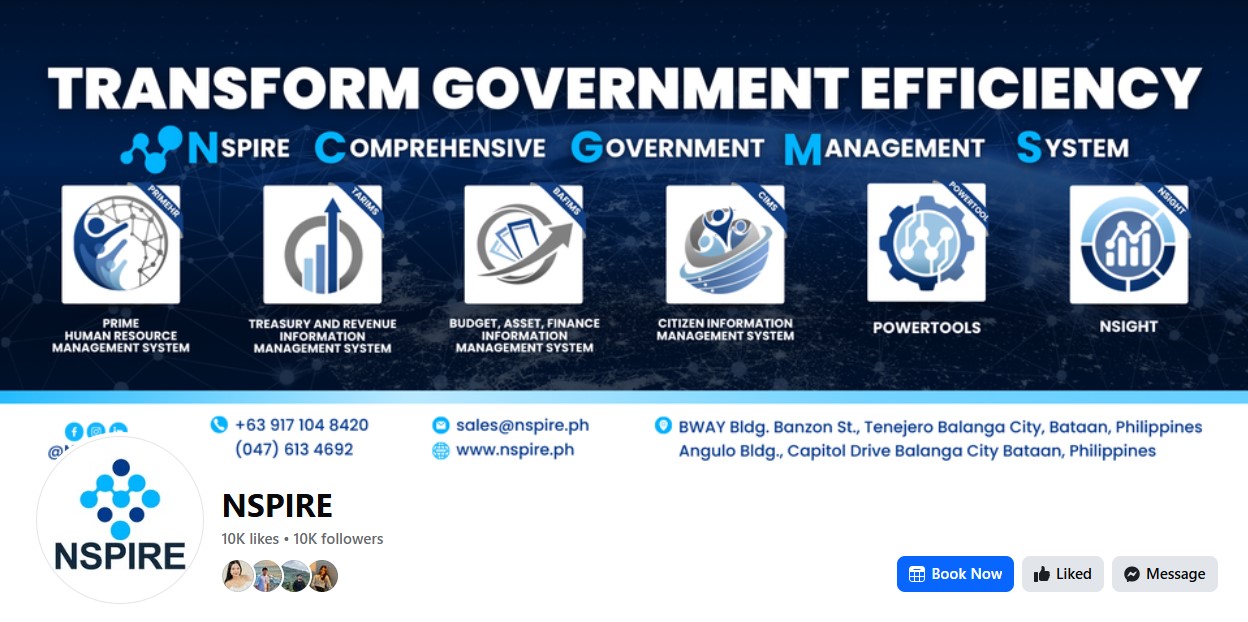 TRANSFORM GOVERNMENT EFFICIENCY
NSPIRE COMPREHENSIVE GOVERNMENT MANAGEMENT SYSTEM
PRIMEHR
TARIMS
BAFIMS
CIMS
POWERTOOL
NSIGHT
PRIME
HUMAN RESOURCE
MANAGEMENT SYSTEM
TREASURY AND REVENUE
INFORMATION
MANAGEMENT SYSTEM
BUDGET, ASSET, FINANCE
INFORMATION
MANAGEMENT SYSTEM
CITIZEN INFORMATION
MANAGEMENT SYSTEM
POWERTOOLS
NSIGHT
+63 917 104 8420
(047) 613 4692
sales@nspire.ph
www.nspire.ph
BWAY Bldg. Banzon St., Tenejero Balanga City, Bataan, Philippines
Angulo Bldg., Capitol Drive Balanga City Bataan, Philippines
NSPIRE
NSPIRE
10K likes • 10K followers
Book Now
Liked
Message